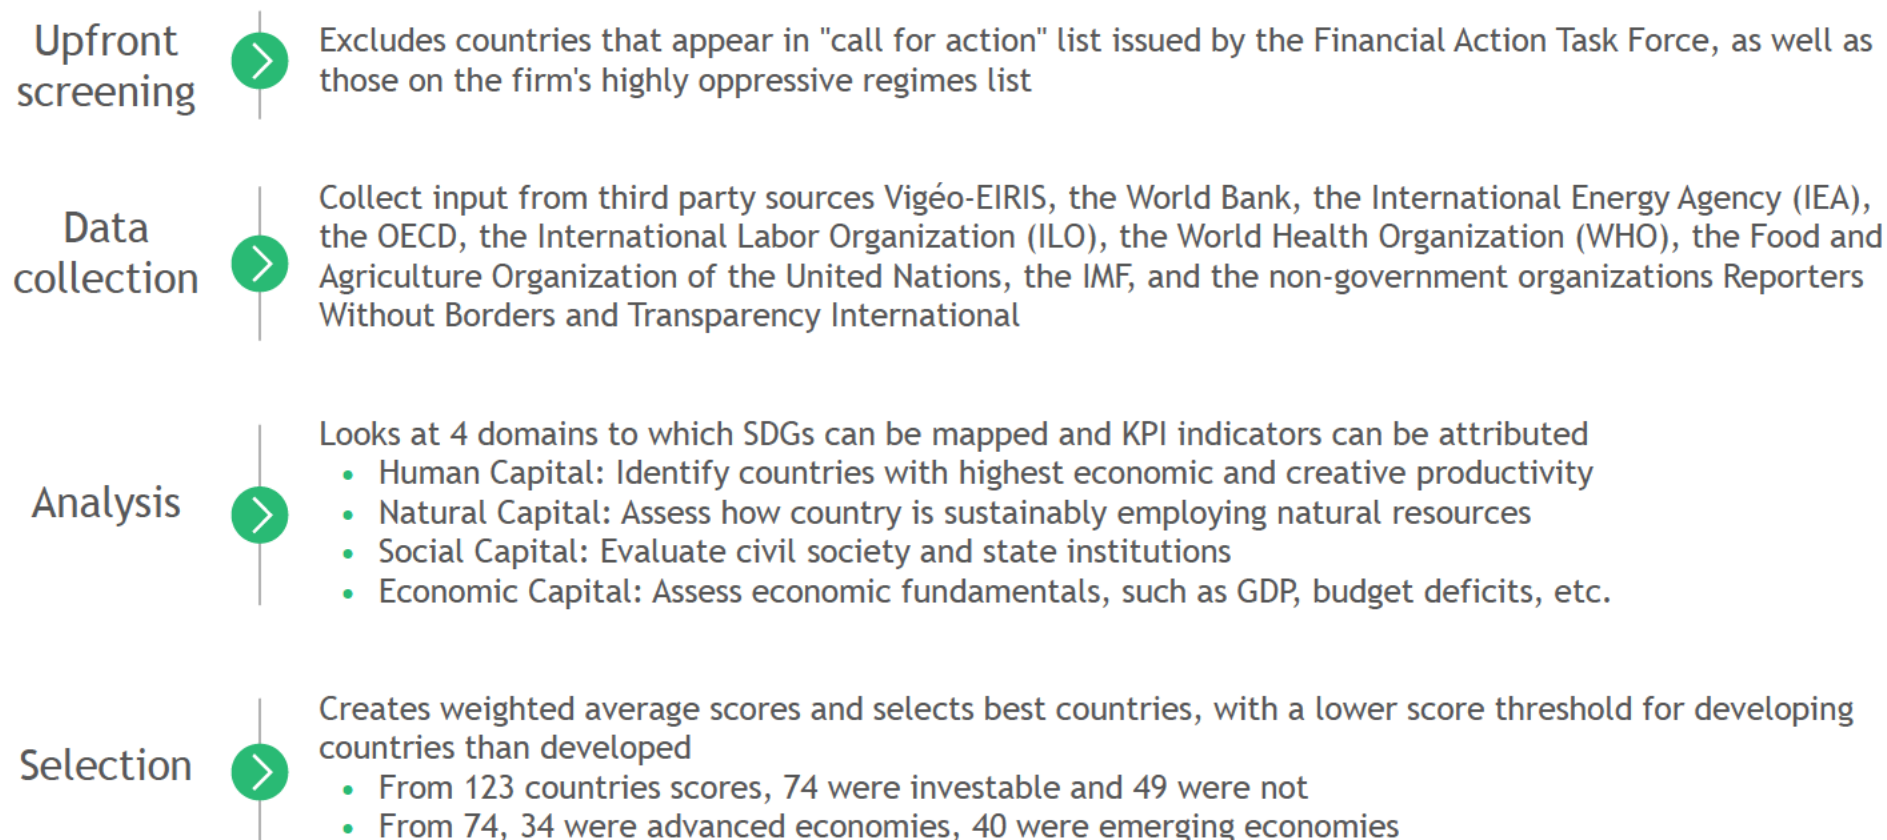 Upfront
screening
Excludes countries that appear in "call for action" list issued by the Financial Action Task Force, as well as
those on the firm's highly oppressive regimes list
Data
collection
Collect input from third party sources Vigéo-EIRIS, the World Bank, the International Energy Agency (IEA),
the OECD, the International Labor Organization (ILO), the World Health Organization (WHO), the Food and
Agriculture Organization of the United Nations, the IMF, and the non-government organizations Reporters
Without Borders and Transparency International
Analysis
Looks at 4 domains to which SDGs can be mapped and KPI indicators can be attributed
• Human Capital: Identify countries with highest economic and creative productivity
• Natural Capital: Assess how country is sustainably employing natural resources
• Social Capital: Evaluate civil society and state institutions
• Economic Capital: Assess economic fundamentals, such as GDP, budget deficits, etc.
Selection
Creates weighted average scores and selects best countries, with a lower score threshold for developing
countries than developed
• From 123 countries scores, 74 were investable and 49 were not
• From 74, 34 were advanced economies, 40 were emerging economies